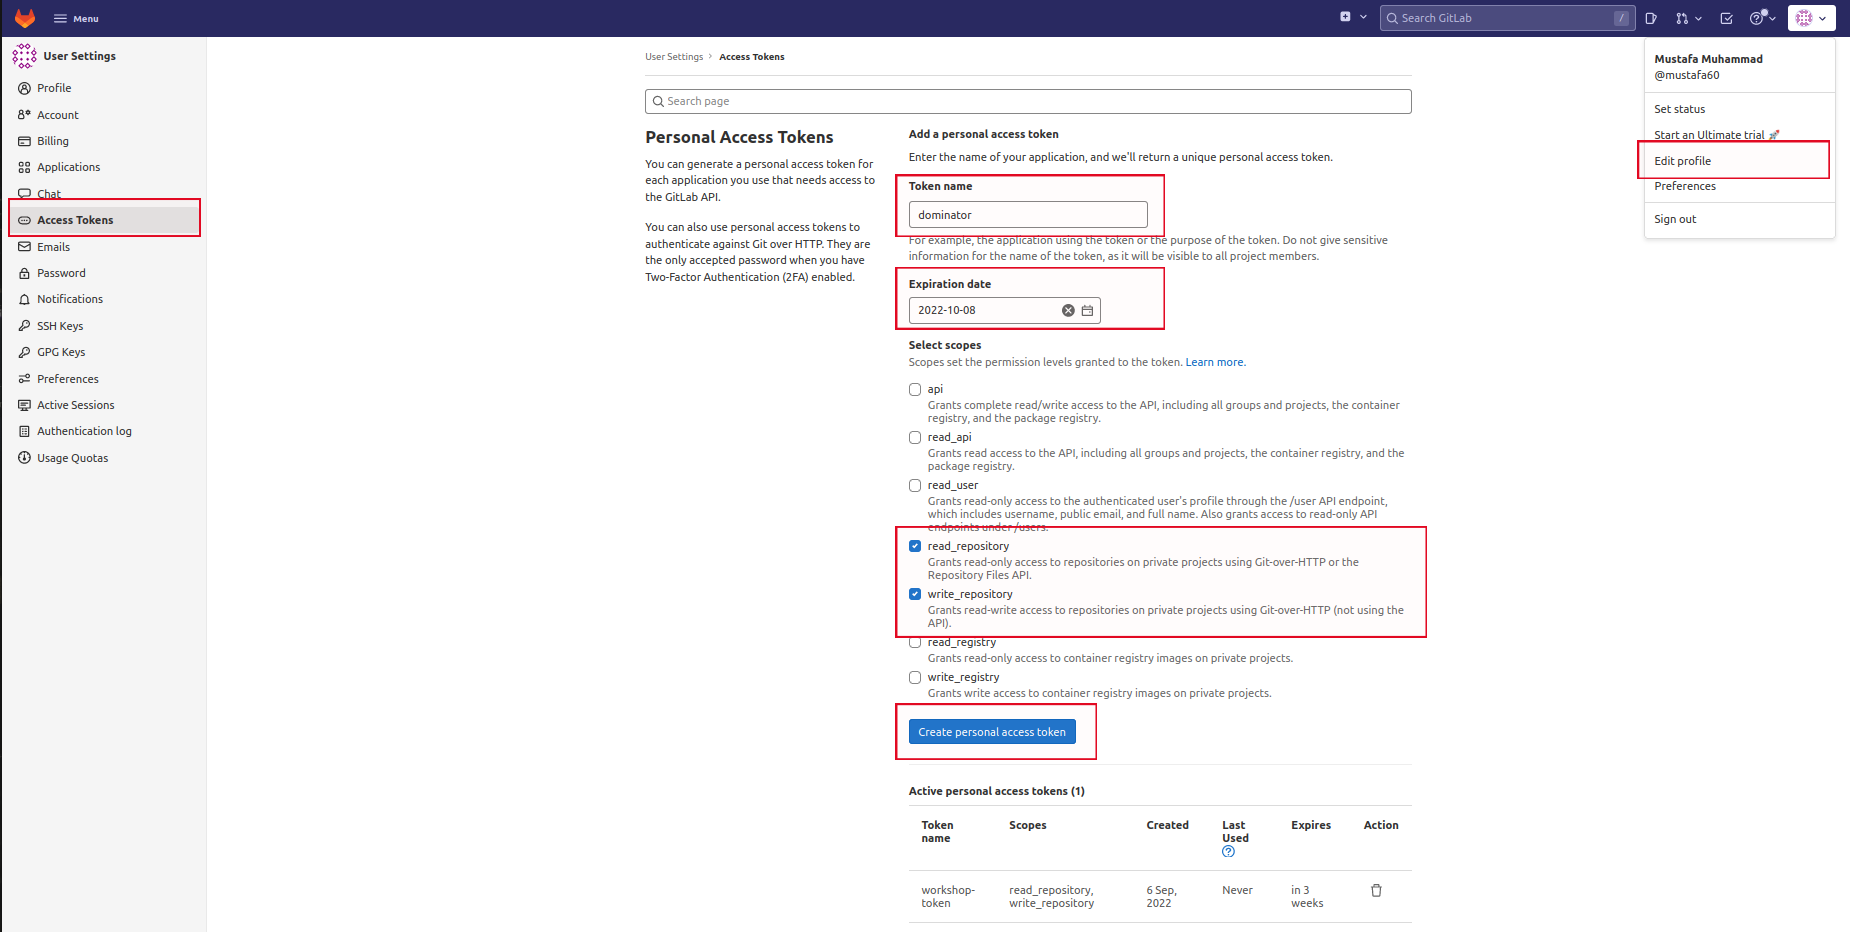 Menu
Search GitLab
/
User Settings
Profile
Account
Billing
Applications
Chat
Access Tokens
Emails
Password
Notifications
SSH Keys
GPG Keys
Preferences
Active Sessions
Authentication log
Usage Quotas
User Settings › Access Tokens
Search page
Personal Access Tokens
You can generate a personal access token for
each application you use that needs access to
the GitLab API.
You can also use personal access tokens to
authenticate against Git over HTTP. They are
the only accepted password when you have
Two-Factor Authentication (2FA) enabled.
Add a personal access token
Enter the name of your application, and we'll return a unique personal access token.
Token name
dominator
For example, the application using the token or the purpose of the token. Do not give sensitive
information for the name of the token, as it will be visible to all project members.
Expiration date
2022-10-08
Select scopes
Scopes set the permission levels granted to the token. Learn more.
api
Grants complete read/write access to the API, including all groups and projects, the container
registry, and the package registry.
read_api
Grants read access to the API, including all groups and projects, the container registry, and the
package registry.
read_user
Grants read-only access to the authenticated user's profile through the /user API endpoint,
which includes username, public email, and full name. Also grants access to read-only API
endpoints under /users.
read_repository
Grants read-only access to repositories on private projects using Git-over-HTTP or the
Repository Files API.
write_repository
Grants read-write access to repositories on private projects using Git-over-HTTP (not using the
API).
read_registry
Grants read-only access to container registry images on private projects.
write_registry
Grants write access to container registry images on private projects.
Create personal access token
Active personal access tokens (1)
Token name Scopes Created Last Used Expires Action
workshop-token read_repository, write_repository 6 Sep, 2022 Never in 3 weeks
Mustafa Muhammad
@mustafa60
Set status
Start an Ultimate trial 🚀
Edit profile
Preferences
Sign out